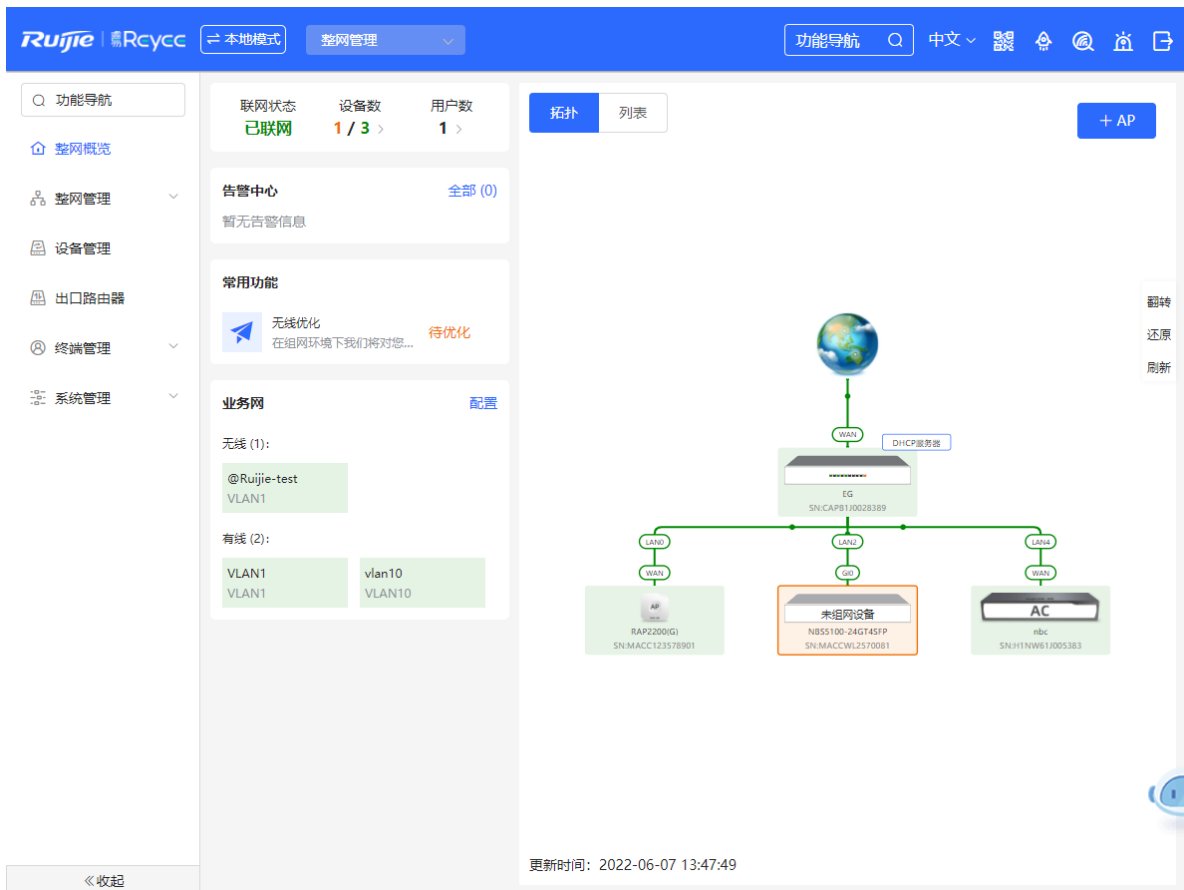 Ruijie | 睿易Reyee
本地模式
整网管理
功能导航
中文
功能导航
整网概览
整网管理
设备管理
出口路由器
终端管理
系统管理
≪收起
联网状态 设备数 用户数
已联网 1 / 3 > 1 >
告警中心 全部 (0)
暂无告警信息
常用功能
无线优化
在组网环境下我们将对您...
待优化
业务网 配置
无线 (1):
@Ruijie-test
VLAN1
有线 (2):
VLAN1 vlan10
VLAN1 VLAN10
拓扑 列表
+ AP
翻转
还原
刷新
WAN
DHCP服务器
EG
SN:CAPB1J0028389
LAN0 LAN2 LAN4
WAN GI0 WAN
AP
未组网设备
AC
RAP2200(G) NBS5100-24GT4SFP nbc
SN:MACC123578901 SN:MACCWL2570081 SN:H1NW61J005383
更新时间：2022-06-07 13:47:49